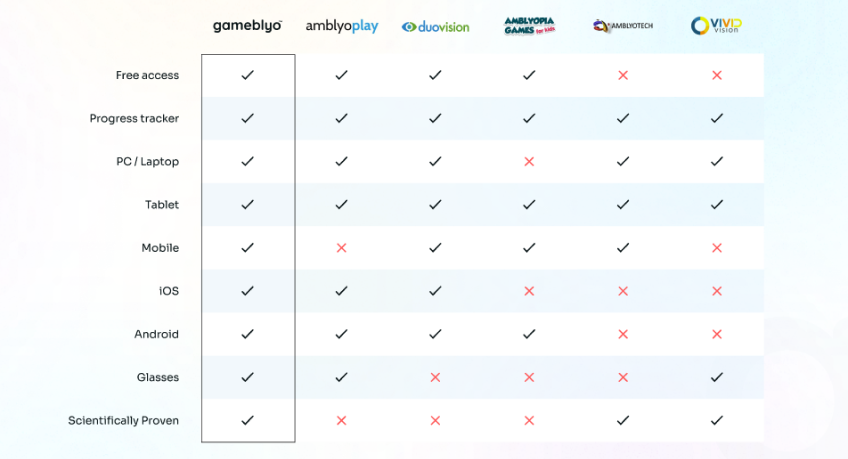 gameblyo™
amblyoplay
duovision
AMBLYOPIA
GAMES for kids
AMBLYOTECH
VIVID
vision
Free access
Progress tracker
PC / Laptop
Tablet
Mobile
iOS
Android
Glasses
Scientifically Proven